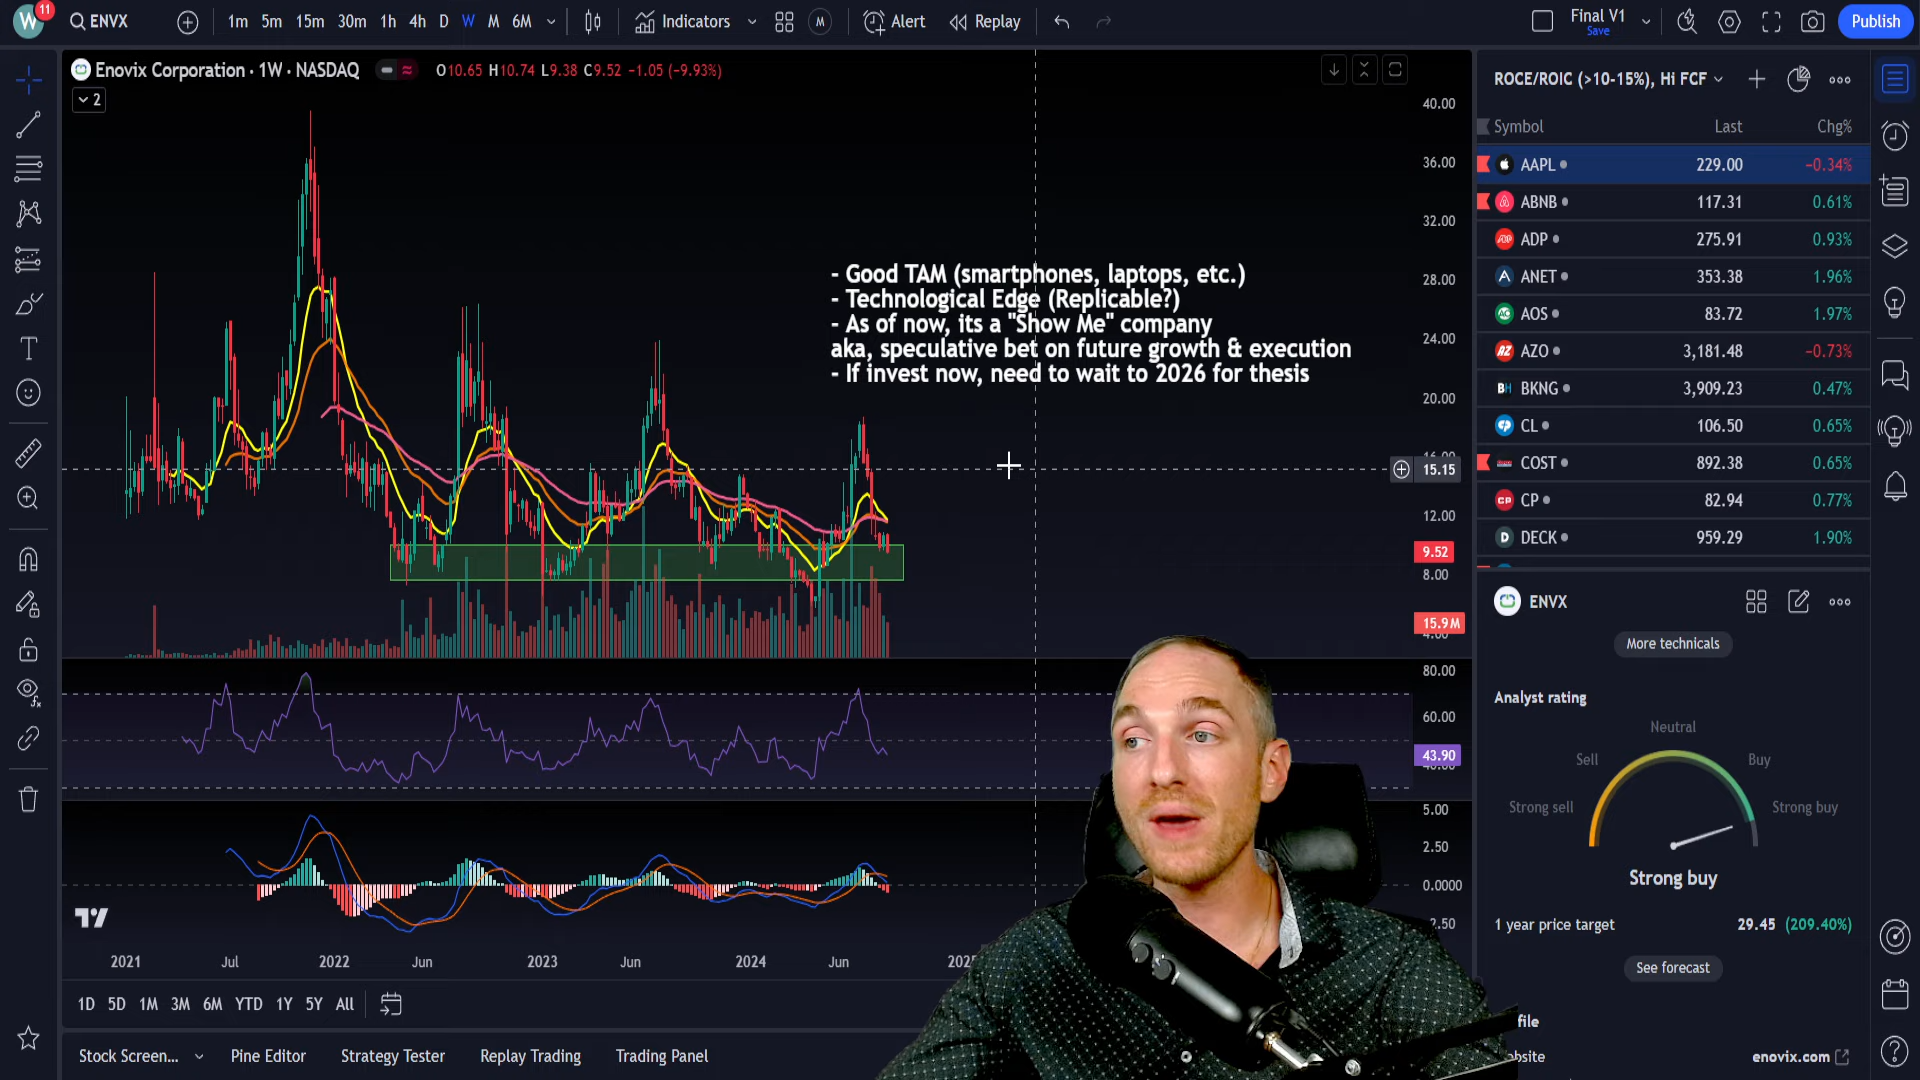 W 11 ENVX 1m 5m 15m 30m 1h 4h D W M 6M Indicators M Alert Replay Final V1 Save Publish
Enovix Corporation · 1W · NASDAQ O10.65 H10.74 L9.38 C9.52 −1.05 (−9.93%)
2
- Good TAM (smartphones, laptops, etc.)
- Technological Edge (Replicable?)
- As of now, its a "Show Me" company
aka, speculative bet on future growth & execution
- If invest now, need to wait to 2026 for thesis
40.00
36.00
32.00
28.00
24.00
20.00
15.15
12.00
9.52
8.00
15.9M
80.00
60.00
43.90
5.00
2.50
0.0000
2.50
2021 Jul 2022 Jun 2023 Jun 2024 Jun
1D 5D 1M 3M 6M YTD 1Y 5Y All
Stock Screen... Pine Editor Strategy Tester Replay Trading Trading Panel
ROCE/ROIC (>10-15%), Hi FCF
Symbol Last Chg%
AAPL 229.00 −0.34%
ABNB 117.31 0.61%
ADP 275.91 0.93%
ANET 353.38 1.96%
AOS 83.72 1.97%
AZO 3,181.48 −0.73%
BKNG 3,909.23 0.47%
CL 106.50 0.65%
COST 892.38 0.65%
CP 82.94 0.77%
DECK 959.29 1.90%
ENVX
More technicals
Analyst rating
Neutral
Sell Buy
Strong sell Strong buy
Strong buy
1 year price target 29.45 (209.40%)
See forecast
enovix.com